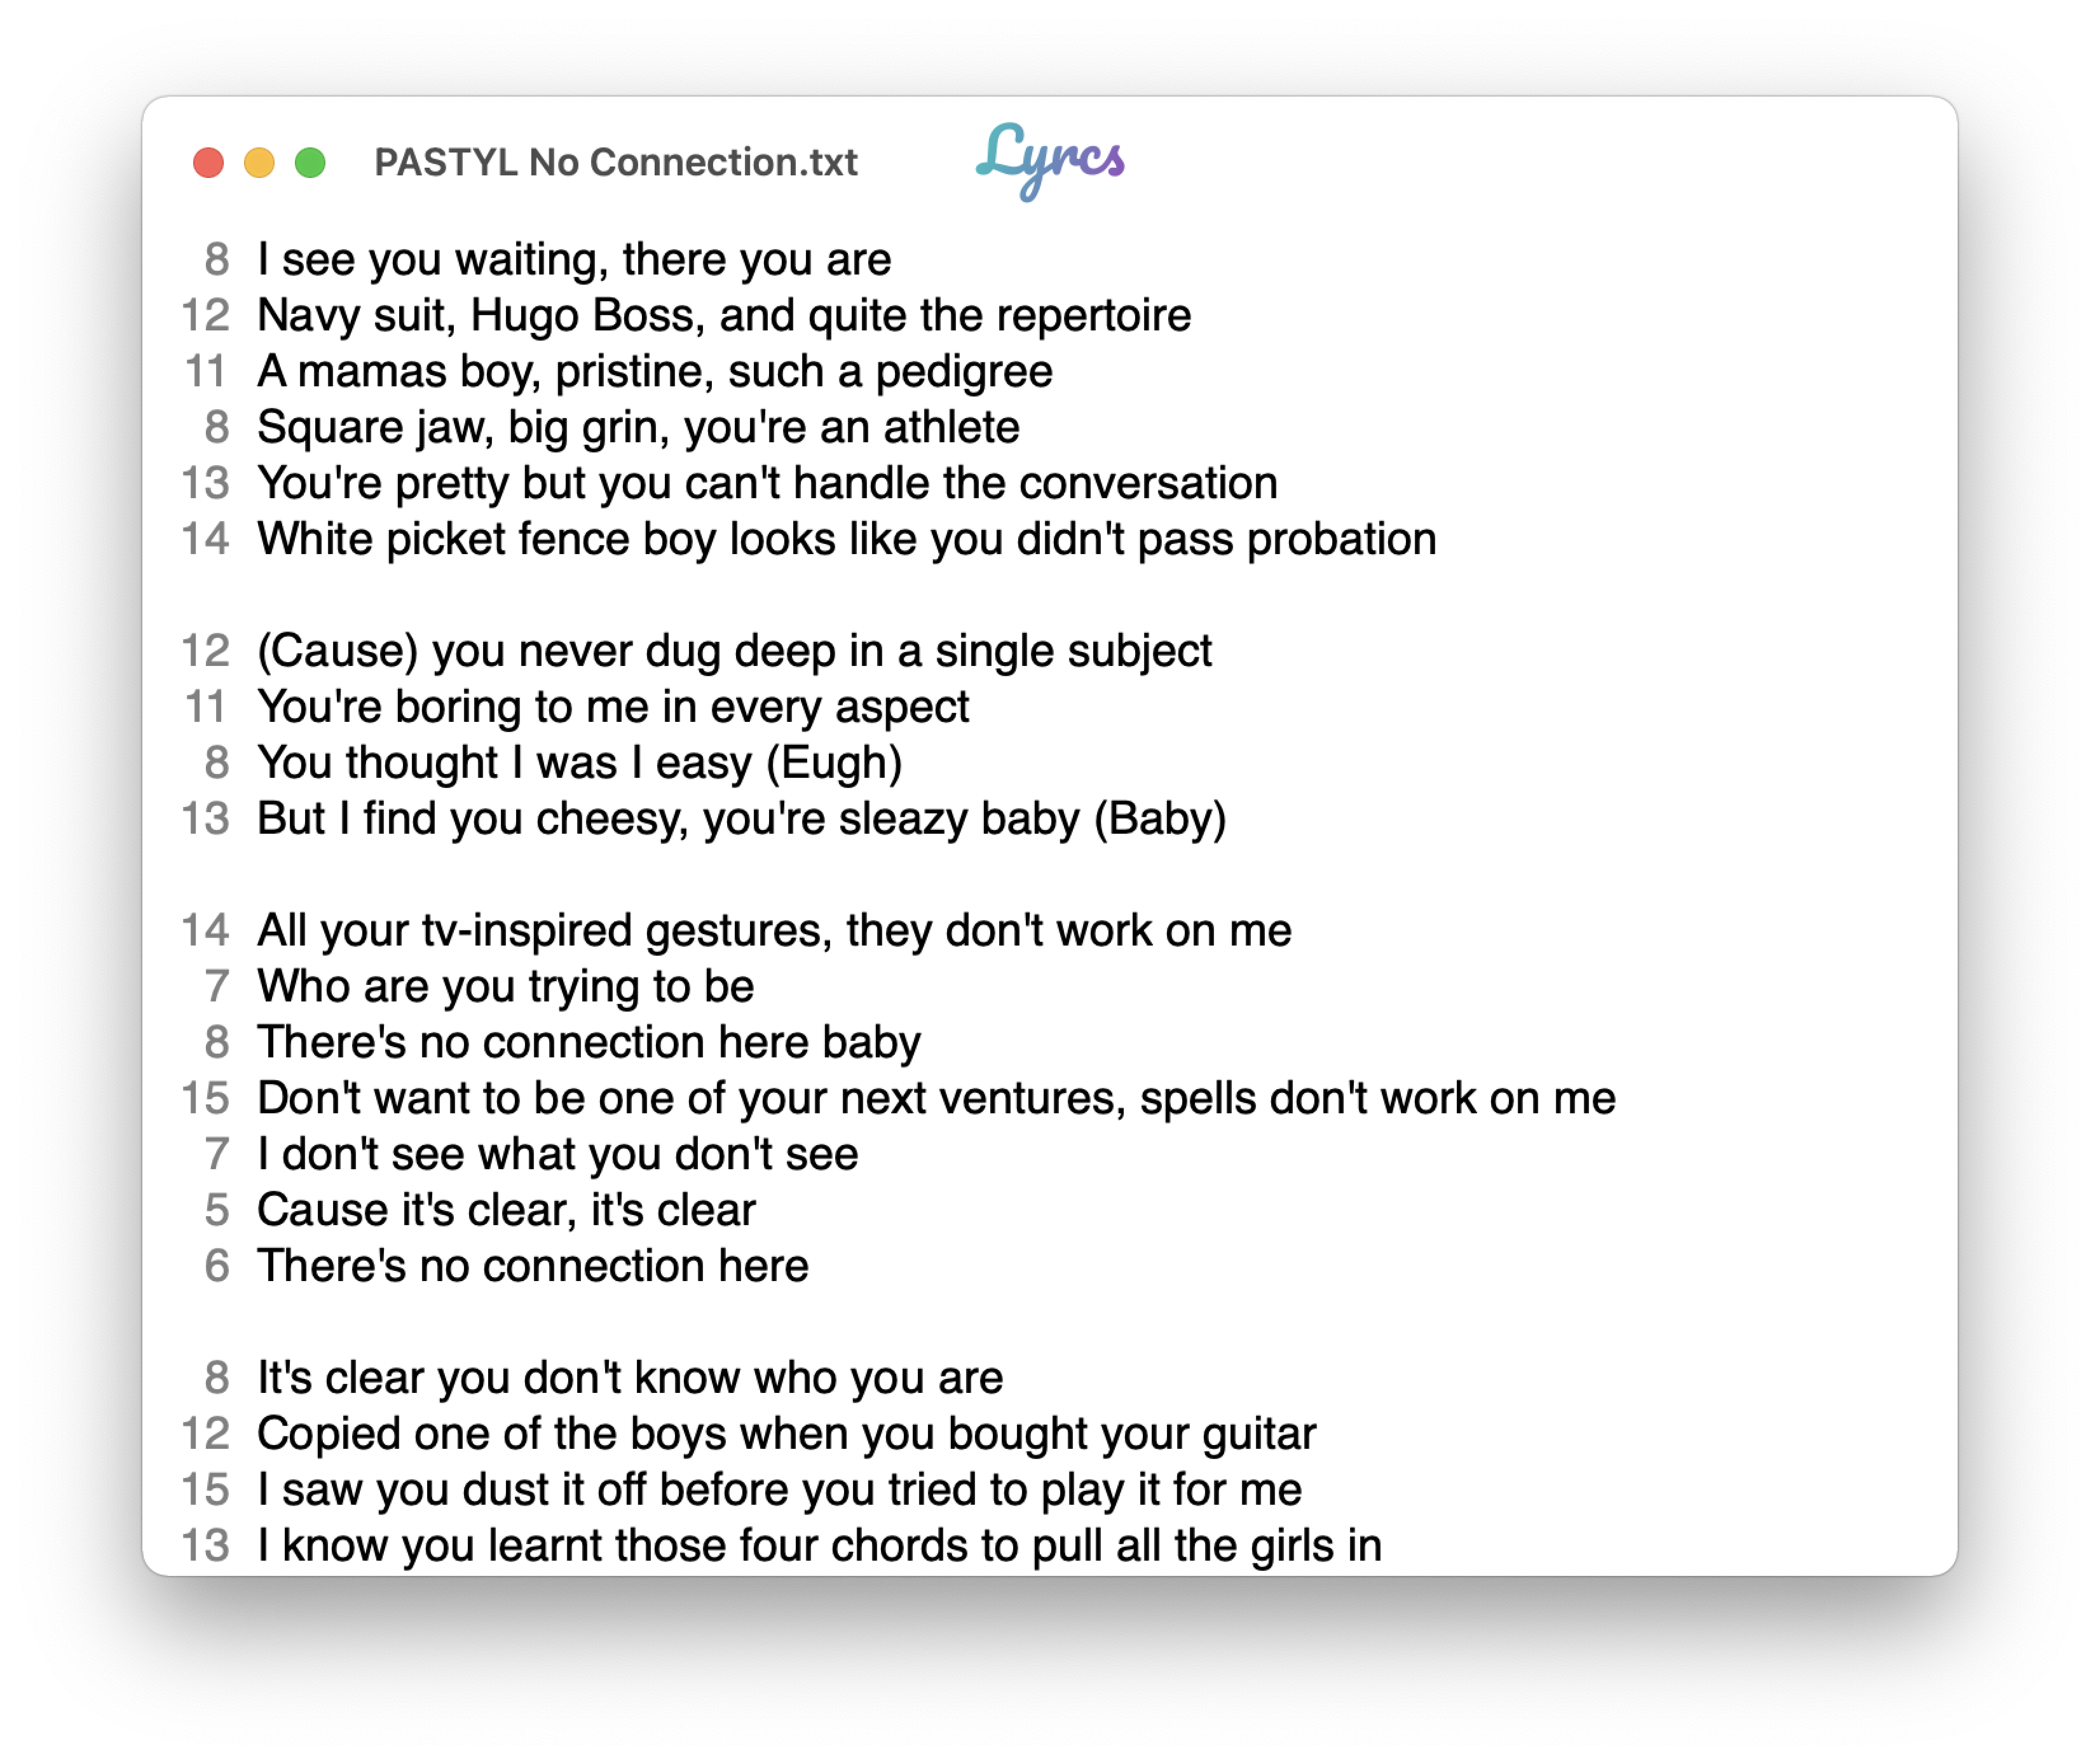 PASTYL No Connection.txt Lyrcs
8 I see you waiting, there you are
12 Navy suit, Hugo Boss, and quite the repertoire
11 A mamas boy, pristine, such a pedigree
8 Square jaw, big grin, you're an athlete
13 You're pretty but you can't handle the conversation
14 White picket fence boy looks like you didn't pass probation

12 (Cause) you never dug deep in a single subject
11 You're boring to me in every aspect
8 You thought I was I easy (Eugh)
13 But I find you cheesy, you're sleazy baby (Baby)

14 All your tv-inspired gestures, they don't work on me
7 Who are you trying to be
8 There's no connection here baby
15 Don't want to be one of your next ventures, spells don't work on me
7 I don't see what you don't see
5 Cause it's clear, it's clear
6 There's no connection here

8 It's clear you don't know who you are
12 Copied one of the boys when you bought your guitar
15 I saw you dust it off before you tried to play it for me
13 I know you learnt those four chords to pull all the girls in